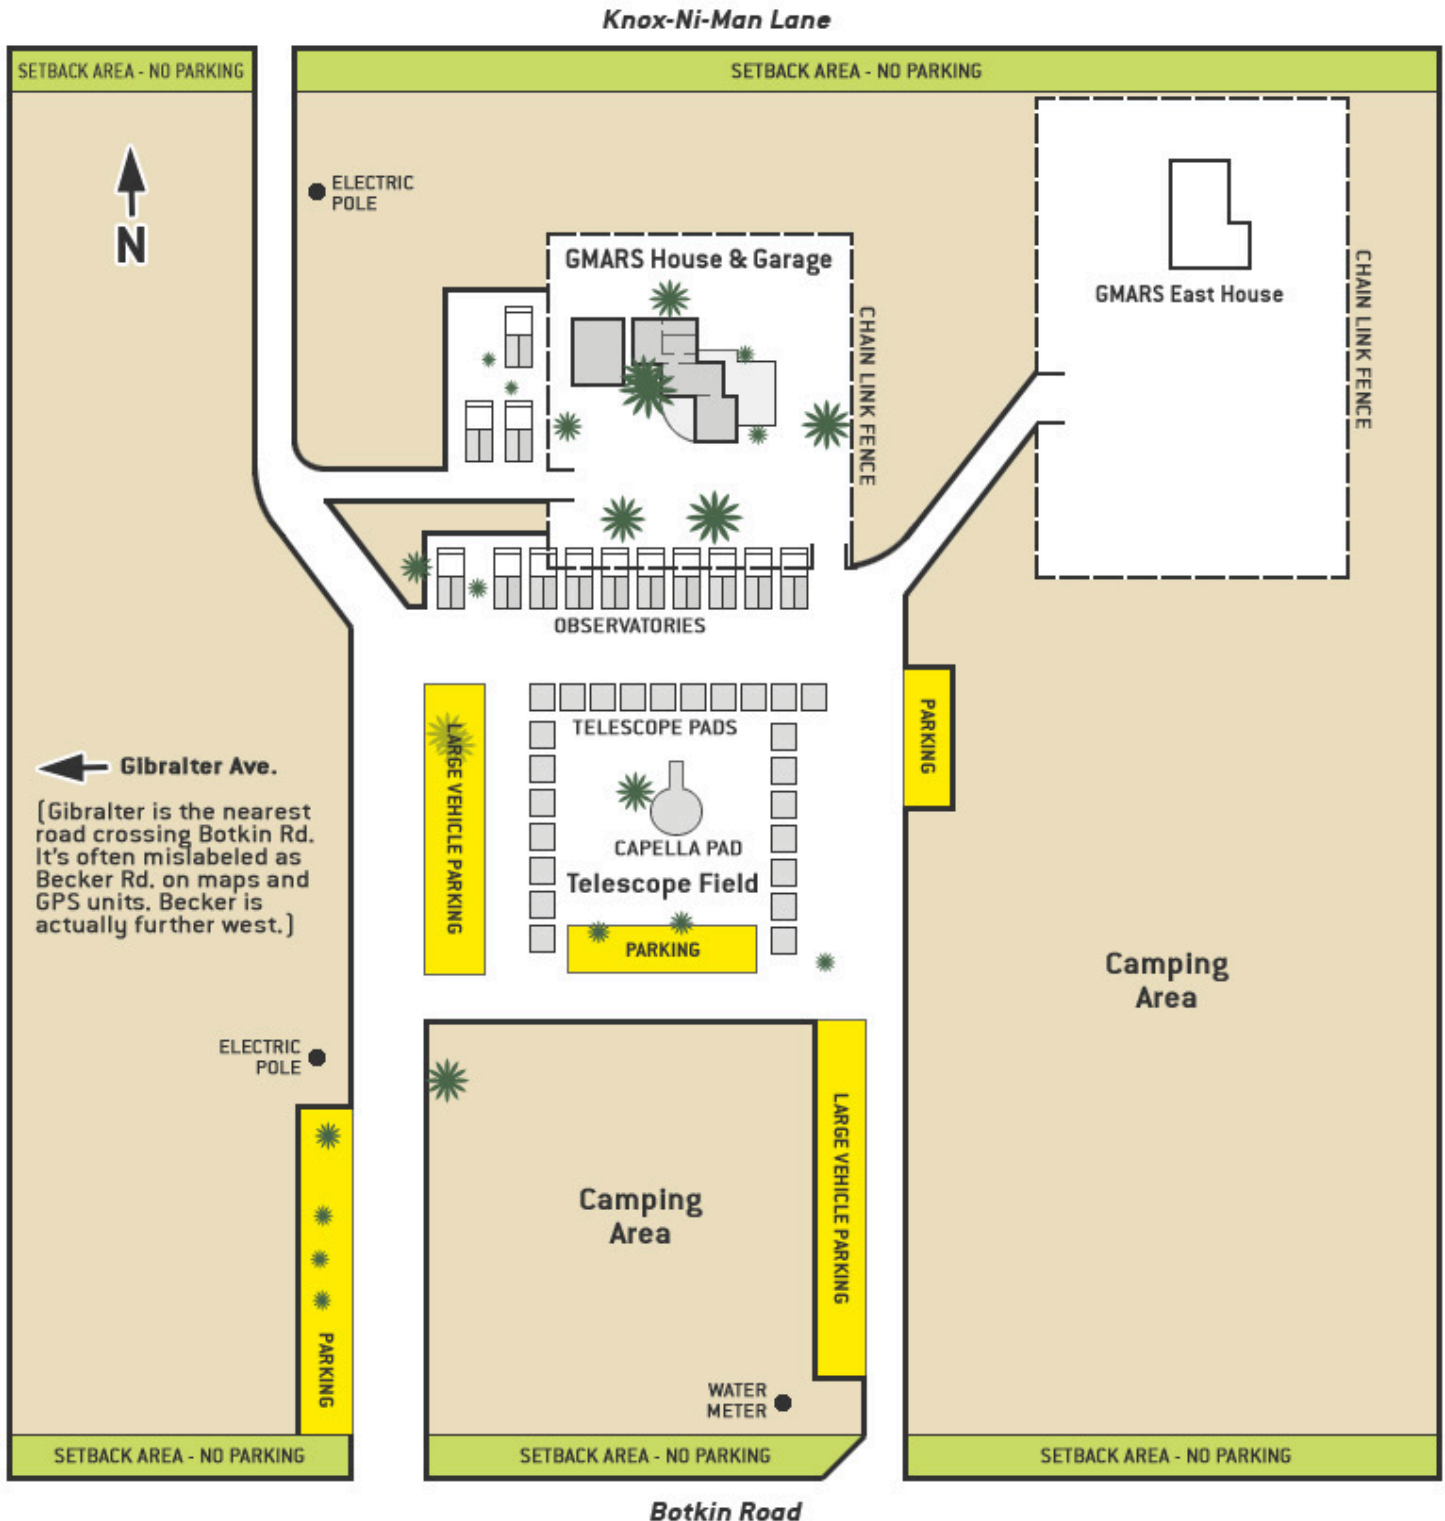 Knox-Ni-Man Lane
SETBACK AREA - NO PARKING
SETBACK AREA - NO PARKING
N
ELECTRIC
POLE
GMARS House & Garage
CHAIN LINK FENCE
GMARS East House
CHAIN LINK FENCE
OBSERVATORIES
TELESCOPE PADS
LARGE VEHICLE PARKING
PARKING
Gibralter Ave.
(Gibralter is the nearest
road crossing Botkin Rd.
It's often mislabeled as
Becker Rd. on maps and
GPS units. Becker is
actually further west.)
CAPELLA PAD
Telescope Field
PARKING
Camping
Area
ELECTRIC
POLE
PARKING
Camping
Area
LARGE VEHICLE PARKING
WATER
METER
SETBACK AREA - NO PARKING
SETBACK AREA - NO PARKING
SETBACK AREA - NO PARKING
Botkin Road